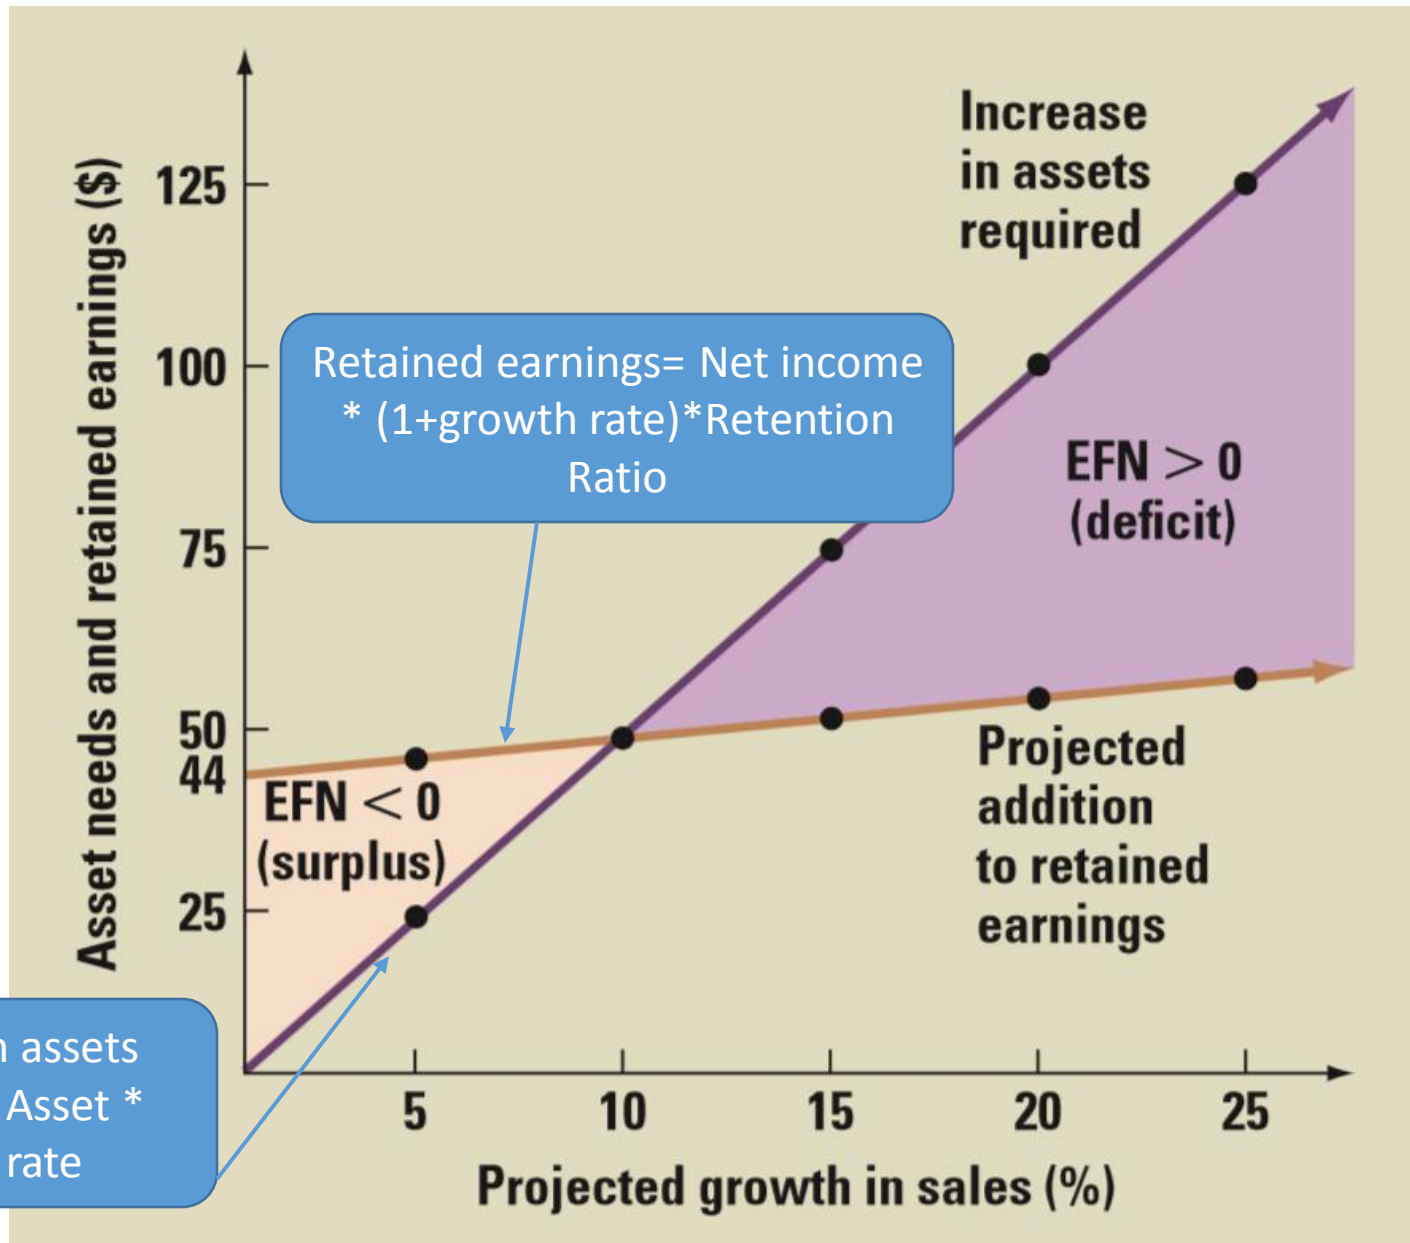 Asset needs and retained earnings ($)
125
100
75
50
44
25
Increase
in assets
required
Retained earnings= Net income
* (1+growth rate)*Retention
Ratio
EFN > 0
(deficit)
EFN < 0
(surplus)
Projected
addition
to retained
earnings
assets
Asset *
rate
5
10
15
20
25
Projected growth in sales (%)